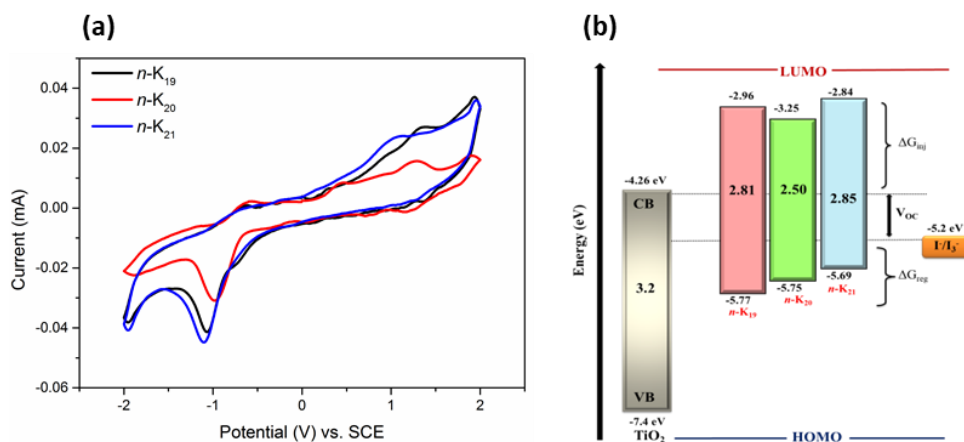 (a)
n-K19
n-K20
n-K21
0.04
0.02
0.00
-0.02
-0.04
-0.06
Current (mA)
-2
-1
0
1
2
Potential (V) vs. SCE
(b)
LUMO
-2.96
-3.25
-2.84
ΔGinj
-4.26 eV
CB
2.81
2.50
2.85
VOC
-5.2 eV
I-/I3-
Energy (eV)
3.2
ΔGreg
-5.77
-5.75
-5.69
n-K19
n-K20
n-K21
VB
-7.4 eV
TiO2
HOMO